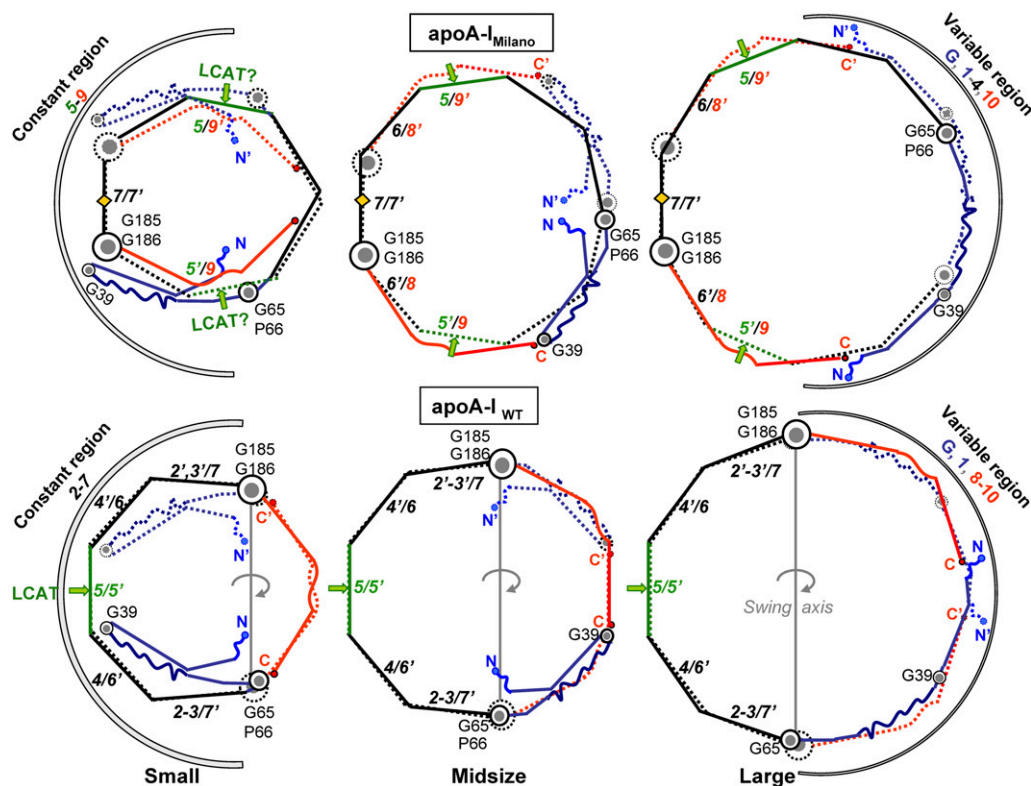 apoA-I Milano
Constant region
5-9
LCAT?
5/9'
N'
7/7'
G185
G186
N
5'/9
G39
LCAT?
G65
P66
C'
5/9'
6/8'
7/7'
N'
N
G185
G186
G65
P66
6'/8
5'/9
C
G39
N'
C'
5/9'
6/8'
G65
P66
7/7'
G185
G186
6'/8
5'/9
G39
C
N
Variable region
G, 1-4, 10
apoA-I WT
Constant region
2-7
G185
G186
2',3'/7
4'/6
C'
N'
LCAT
5/5'
G39
N
C
4/6'
2-3/7'
G65
P66
Small
G185
G186
2'-3'/7
4'/6
N'
C'
5/5'
C
G39
N
4/6'
2-3/7'
G65
P66
Midsize
G185
G186
2'-3'/7
4'/6
Variable region
G, 1, 8-10
N
C
5/5'
Swing axis
C'
N'
G39
4/6'
2-3/7'
G65
Large